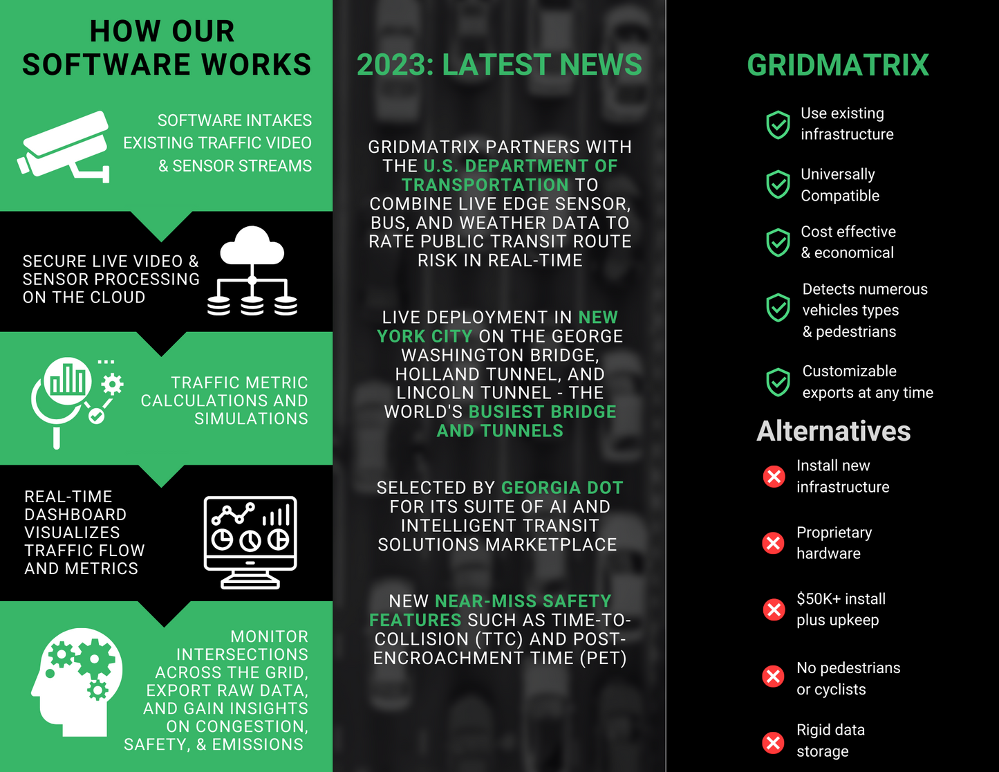 HOW OUR
SOFTWARE WORKS
SOFTWARE INTAKES
EXISTING TRAFFIC VIDEO
& SENSOR STREAMS
SECURE LIVE VIDEO &
SENSOR PROCESSING
ON THE CLOUD
TRAFFIC METRIC
CALCULATIONS AND
SIMULATIONS
REAL-TIME
DASHBOARD
VISUALIZES
TRAFFIC FLOW
AND METRICS
MONITOR
INTERSECTIONS
ACROSS THE GRID,
EXPORT RAW DATA,
AND GAIN INSIGHTS
ON CONGESTION,
SAFETY, & EMISSIONS
2023: LATEST NEWS
GRIDMATRIX PARTNERS WITH
THE U.S. DEPARTMENT OF
TRANSPORTATION TO
COMBINE LIVE EDGE SENSOR,
BUS, AND WEATHER DATA TO
RATE PUBLIC TRANSIT ROUTE
RISK IN REAL-TIME
LIVE DEPLOYMENT IN NEW
YORK CITY ON THE GEORGE
WASHINGTON BRIDGE,
HOLLAND TUNNEL, AND
LINCOLN TUNNEL - THE
WORLD'S BUSIEST BRIDGE
AND TUNNELS
SELECTED BY GEORGIA DOT
FOR ITS SUITE OF AI AND
INTELLIGENT TRANSIT
SOLUTIONS MARKETPLACE
NEW NEAR-MISS SAFETY
FEATURES SUCH AS TIME-TO-
COLLISION (TTC) AND POST-
ENCROACHMENT TIME (PET)
GRIDMATRIX
Use existing
infrastructure
Universally
Compatible
Cost effective
& economical
Detects numerous
vehicles types
& pedestrians
Customizable
exports at any time
Alternatives
Install new
infrastructure
Proprietary
hardware
$50K+ install
plus upkeep
No pedestrians
or cyclists
Rigid data
storage